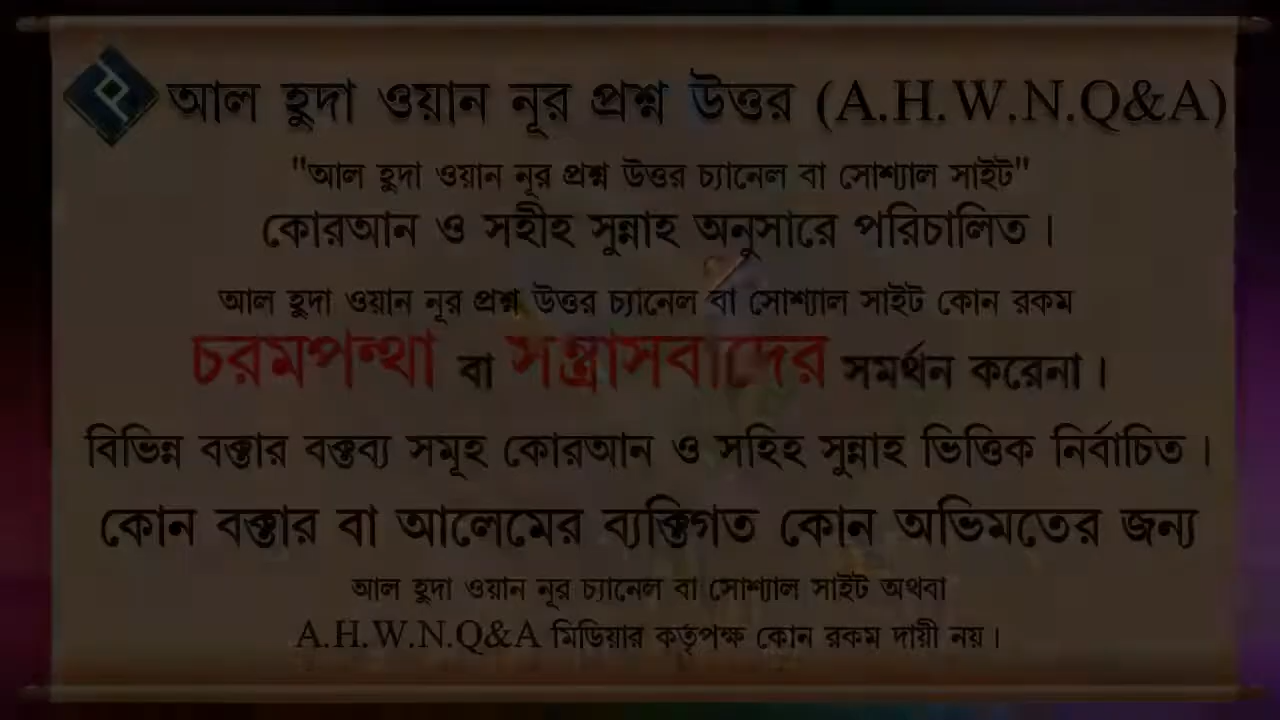 আল হুদা ওয়ান নূর প্রশ্ন উত্তর (A.H.W.N.Q&A)
"আল হুদা ওয়ান নূর প্রশ্ন উত্তর চ্যানেল বা সোশ্যাল সাইট"
কোরআন ও সহীহ সুন্নাহ অনুসারে পরিচালিত।
আল হুদা ওয়ান নূর প্রশ্ন উত্তর চ্যানেল বা সোশ্যাল সাইট কোন রকম
চরমপন্থা বা সন্ত্রাসবাদের সমর্থন করেনা।
বিভিন্ন বক্তার বক্তব্য সমূহ কোরআন ও সহিহ সুন্নাহ ভিত্তিক নির্বাচিত।
কোন বক্তার বা আলেমের ব্যক্তিগত কোন অভিমতের জন্য
আল হুদা ওয়ান নূর চ্যানেল বা সোশ্যাল সাইট অথবা
A.H.W.N.Q&A মিডিয়ার কর্তৃপক্ষ কোন রকম দায়ী নয়।